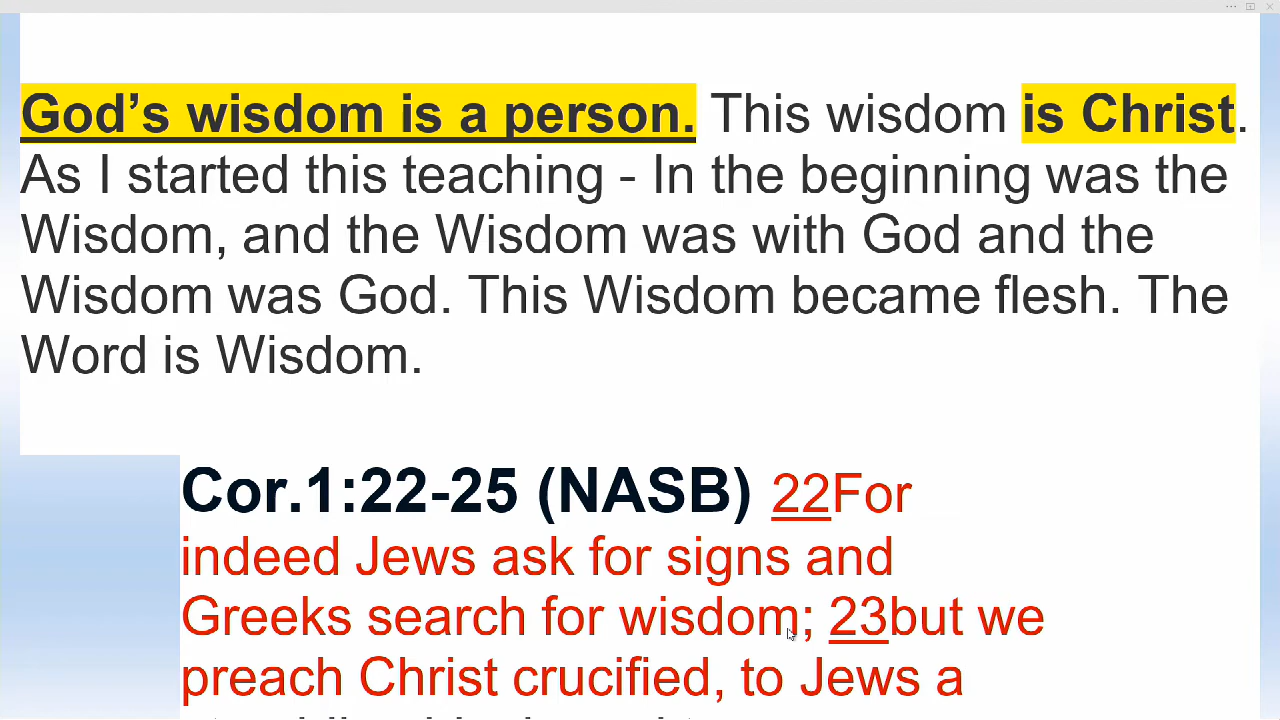 God’s wisdom is a person. This wisdom is Christ.
As I started this teaching - In the beginning was the
Wisdom, and the Wisdom was with God and the
Wisdom was God. This Wisdom became flesh. The
Word is Wisdom.
Cor.1:22-25 (NASB) 22For
indeed Jews ask for signs and
Greeks search for wisdom; 23but we
preach Christ crucified, to Jews a